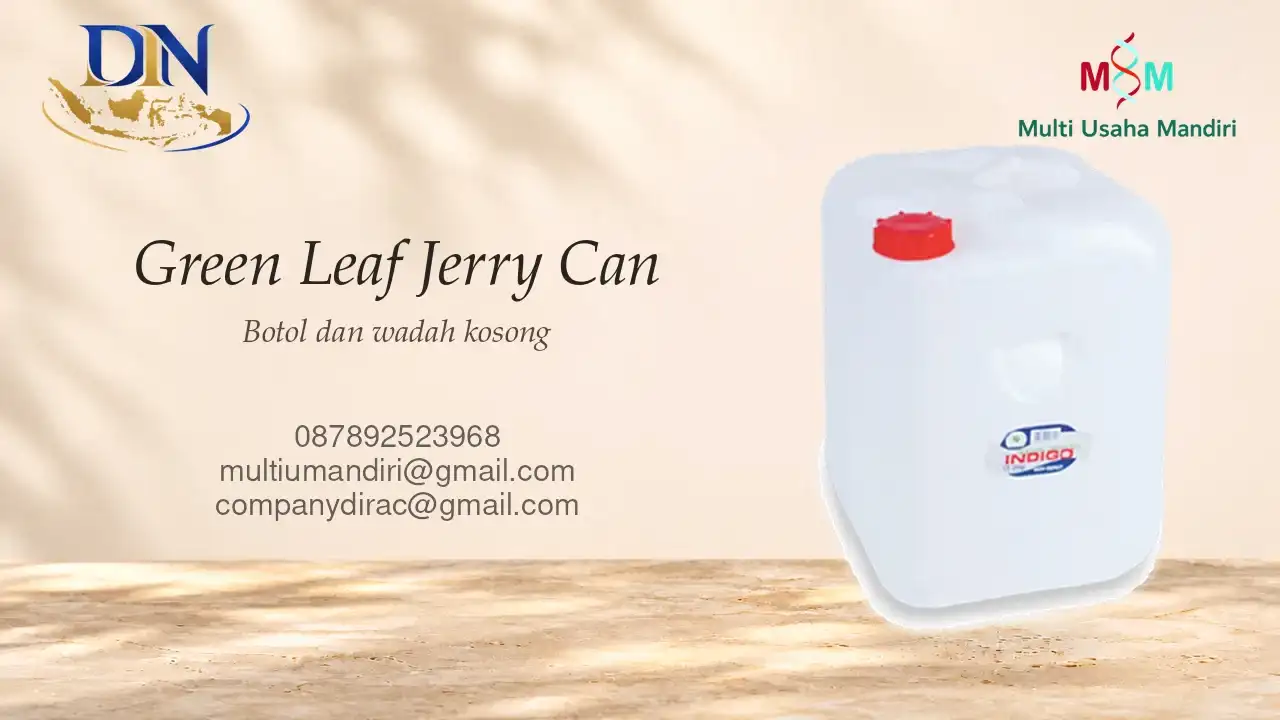 DN
M M
Multi Usaha Mandiri
Green Leaf Jerry Can
Botol dan wadah kosong
087892523968
multiumandiri@gmail.com
companydirac@gmail.com
INDIGO